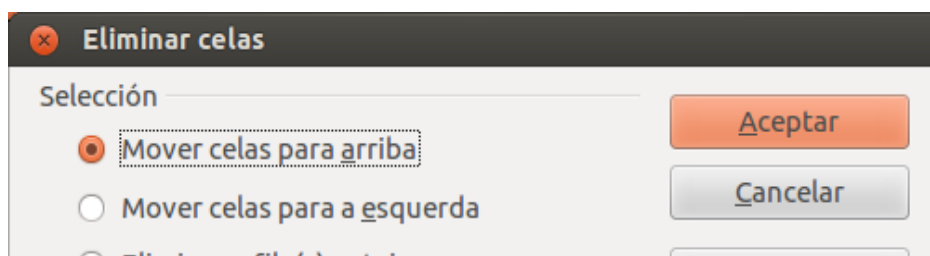 Eliminar celas
Selección
Mover celas para arriba
Mover celas para a esquerda
Aceptar
Cancelar